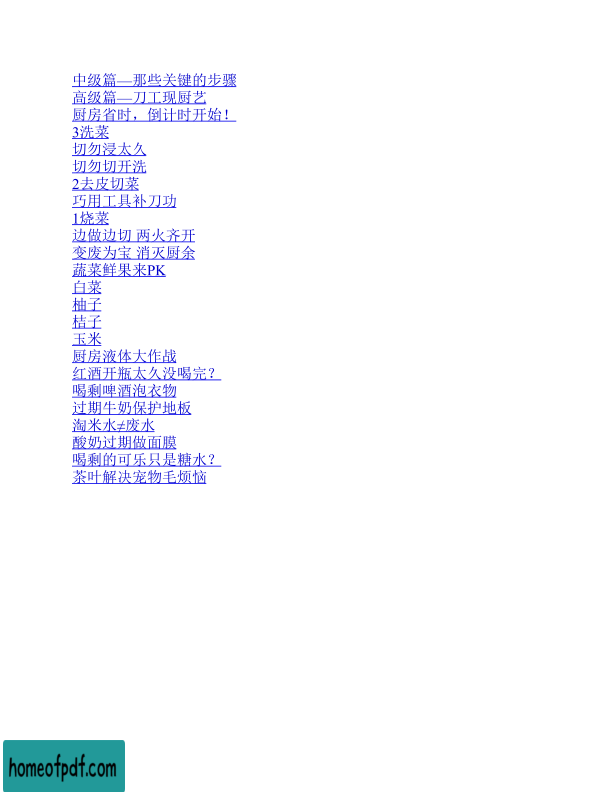 中级篇—那些关键的步骤
高级篇—刀工现厨艺
厨房省时，倒计时开始！
3洗菜
切勿浸太久
切勿切开洗
2去皮切菜
巧用工具补刀功
1烧菜
边做边切 两火齐开
变废为宝 消灭厨余
蔬菜鲜果来PK
白菜
柚子
桔子
玉米
厨房液体大作战
红酒开瓶太久没喝完？
喝剩啤酒泡衣物
过期牛奶保护地板
淘米水≠废水
酸奶过期做面膜
喝剩的可乐只是糖水？
茶叶解决宠物毛烦恼
homeofpdf.com